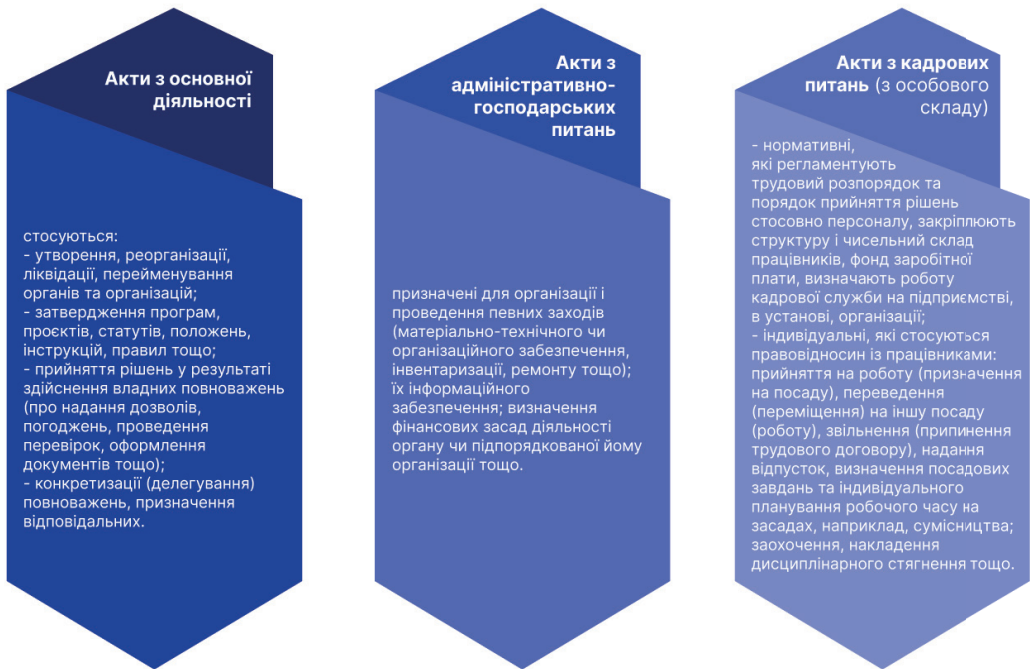 Акти з основної
діяльності
стосуються:
- утворення, реорганізації,
ліквідації, перейменування
органів та організацій;
- затвердження програм,
проєктів, статутів, положень,
інструкцій, правил тощо;
- прийняття рішень у результаті
здійснення владних повноважень
(про надання дозволів,
погоджень, проведення
перевірок, оформлення
документів тощо);
- конкретизації (делегування)
повноважень, призначення
відповідальних.
Акти з
адміністративно-
господарських
питань
призначені для організації і
проведення певних заходів
(матеріально-технічного чи
організаційного забезпечення,
інвентаризації, ремонту тощо);
їх інформаційного
забезпечення; визначення
фінансових засад діяльності
органу чи підпорядкованої йому
організації тощо.
Акти з кадрових
питань (з особового
складу)
- нормативні,
які регламентують
трудовий розпорядок та
порядок прийняття рішень
стосовно персоналу, закріплюють
структуру і чисельний склад
працівників, фонд заробітної
плати, визначають роботу
кадрової служби на підприємстві,
в установі, організації;
- індивідуальні, які стосуються
правовідносин із працівниками:
прийняття на роботу (призначення
на посаду), переведення
(переміщення) на іншу посаду
(роботу), звільнення (припинення
трудового договору), надання
відпусток, визначення посадових
завдань та індивідуального
планування робочого часу на
засадах, наприклад, сумісництва;
заохочення, накладення
дисциплінарного стягнення тощо.